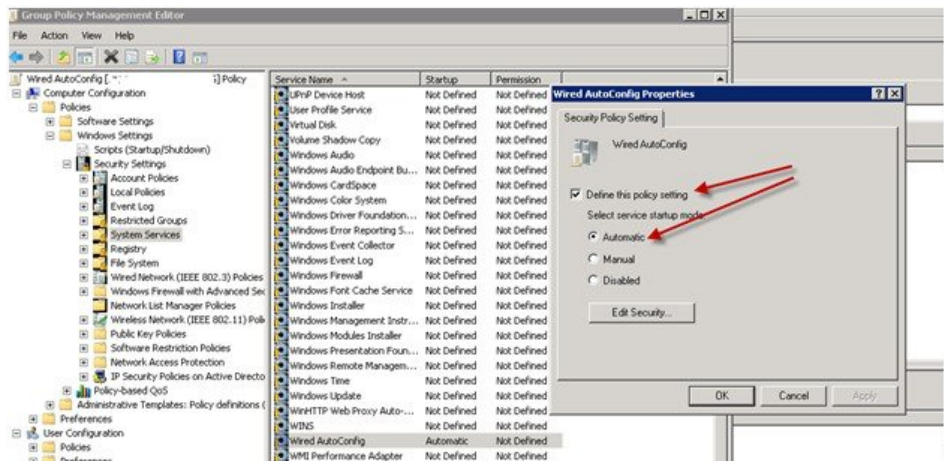 Group Policy Management Editor
File Action View Help
Wired AutoConfig [ ] Policy
Computer Configuration
Policies
Software Settings
Windows Settings
Scripts (Startup/Shutdown)
Security Settings
Account Policies
Local Policies
Event Log
Restricted Groups
System Services
Registry
File System
Wired Network (IEEE 802.3) Policies
Windows Firewall with Advanced Sec
Network List Manager Policies
Wireless Network (IEEE 802.11) Poli
Public Key Policies
Software Restriction Policies
Network Access Protection
IP Security Policies on Active Directo
Policy-based QoS
Administrative Templates: Policy definitions (
Preferences
User Configuration
Policies
Preferences
Service Name Startup Permission
UPnP Device Host Not Defined Not Defined
User Profile Service Not Defined Not Defined
Virtual Disk Not Defined Not Defined
Volume Shadow Copy Not Defined Not Defined
Windows Audio Not Defined Not Defined
Windows Audio Endpoint Bu... Not Defined Not Defined
Windows CardSpace Not Defined Not Defined
Windows Color System Not Defined Not Defined
Windows Driver Foundation... Not Defined Not Defined
Windows Error Reporting S... Not Defined Not Defined
Windows Event Collector Not Defined Not Defined
Windows Event Log Not Defined Not Defined
Windows Firewall Not Defined Not Defined
Windows Font Cache Service Not Defined Not Defined
Windows Installer Not Defined Not Defined
Windows Management Instr... Not Defined Not Defined
Windows Modules Installer Not Defined Not Defined
Windows Presentation Foun... Not Defined Not Defined
Windows Remote Managem... Not Defined Not Defined
Windows Time Not Defined Not Defined
Windows Update Not Defined Not Defined
WinHTTP Web Proxy Auto-... Not Defined Not Defined
WINS Not Defined Not Defined
Wired AutoConfig Automatic Not Defined
WMI Performance Adapter Not Defined Not Defined
Wired AutoConfig Properties
Security Policy Setting
Wired AutoConfig
Define this policy setting
Select service startup mode:
Automatic
Manual
Disabled
Edit Security...
OK Cancel Apply